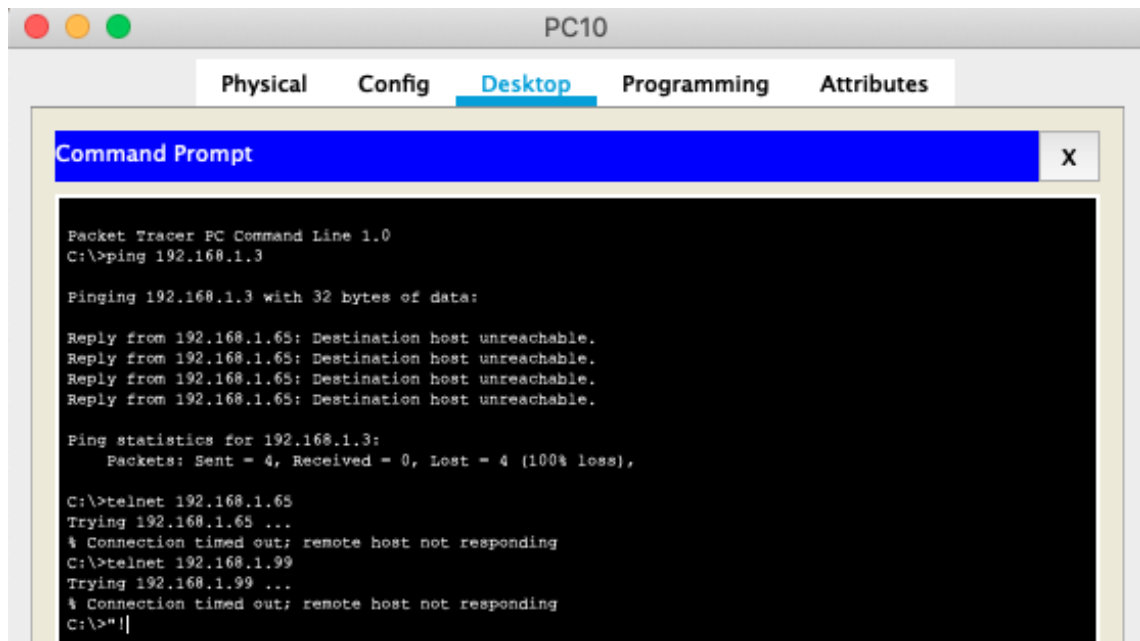 PC10
Physical Config Desktop Programming Attributes
Command Prompt
X
Packet Tracer PC Command Line 1.0
C:\>ping 192.168.1.3
Pinging 192.168.1.3 with 32 bytes of data:
Reply from 192.168.1.65: Destination host unreachable.
Reply from 192.168.1.65: Destination host unreachable.
Reply from 192.168.1.65: Destination host unreachable.
Reply from 192.168.1.65: Destination host unreachable.
Ping statistics for 192.168.1.3:
Packets: Sent = 4, Received = 0, Lost = 4 (100% loss),
C:\>telnet 192.168.1.65
Trying 192.168.1.65 ...
% Connection timed out; remote host not responding
C:\>telnet 192.168.1.99
Trying 192.168.1.99 ...
% Connection timed out; remote host not responding
C:\>"!